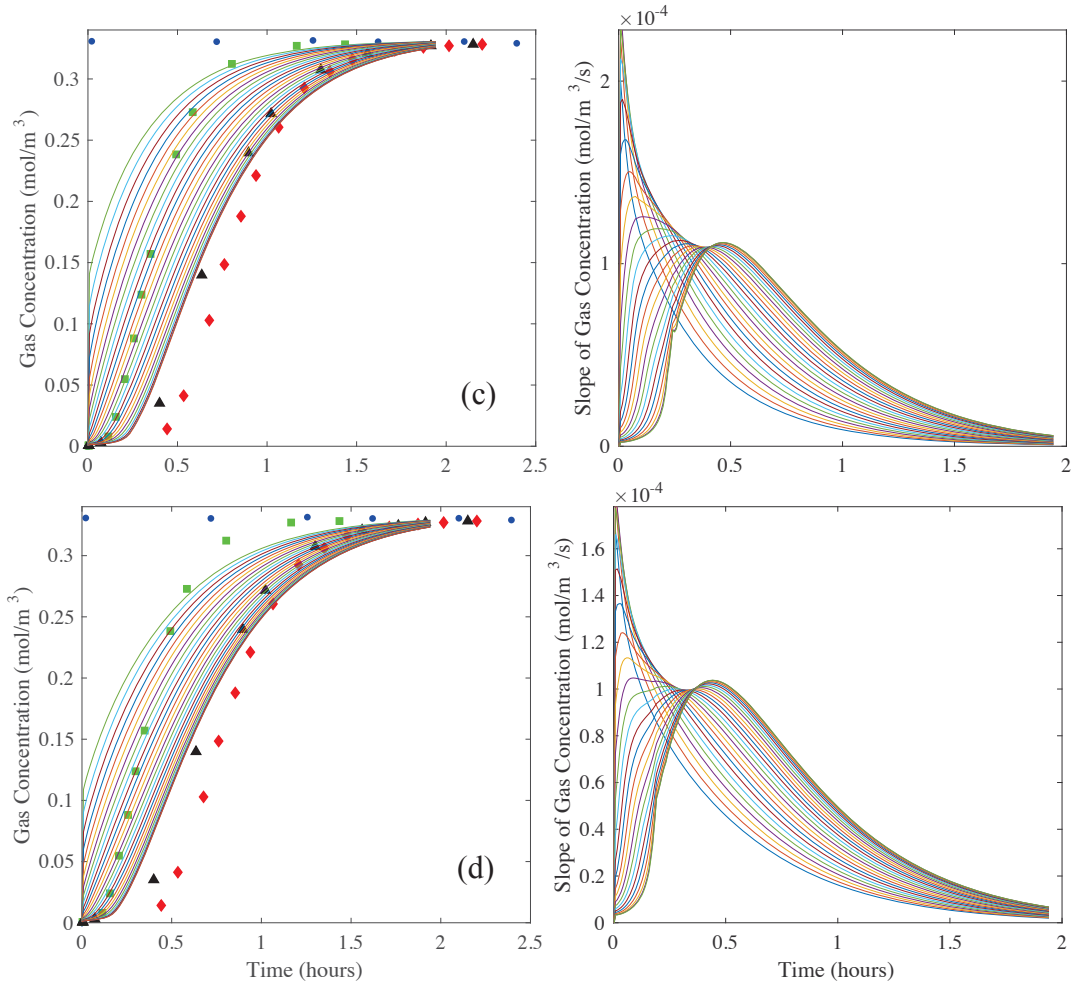 ×10⁻⁴
Gas Concentration (mol/m³)
0.3
0.25
0.2
0.15
0.1
0.05
0
(c)
0 0.5 1 1.5 2 2.5
Slope of Gas Concentration (mol/m³/s)
2
1
0
0 0.5 1 1.5 2
×10⁻⁴
Gas Concentration (mol/m³)
0.3
0.25
0.2
0.15
0.1
0.05
0
(d)
0 0.5 1 1.5 2 2.5
Time (hours)
Slope of Gas Concentration (mol/m³/s)
1.6
1.4
1.2
1
0.8
0.6
0.4
0.2
0
0 0.5 1 1.5 2
Time (hours)